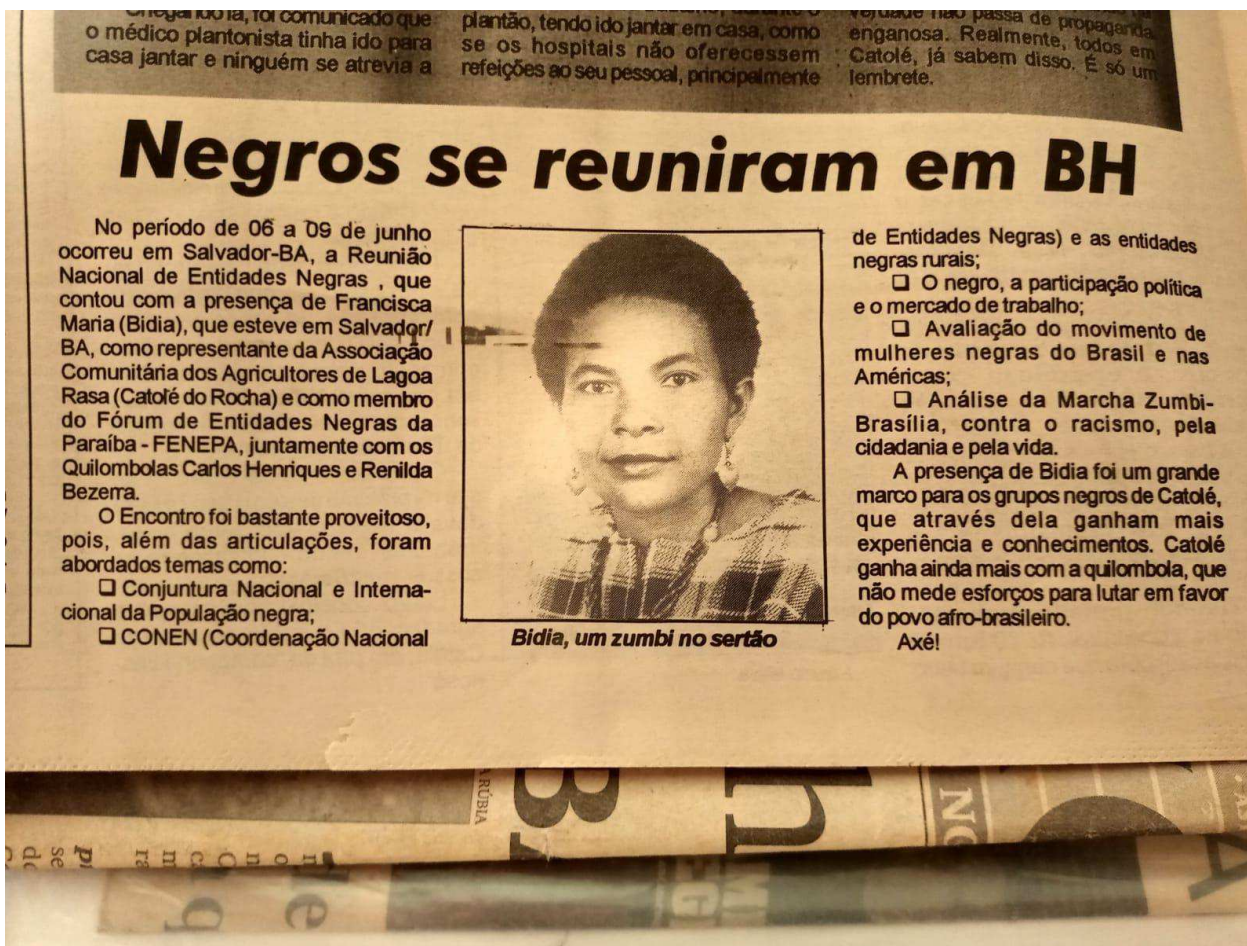 Chegando lá, foi comunicado que
o médico plantonista tinha ido para
casa jantar e ninguém se atrevia a
plantão, tendo ido jantar em casa, como
se os hospitais não oferecessem
refeições ao seu pessoal, principalmente
verdade não passa de propaganda
enganosa. Realmente, todos em
Catolé, já sabem disso. É só um
lembrete.
Negros se reuniram em BH
No período de 06 a 09 de junho
ocorreu em Salvador-BA, a Reunião
Nacional de Entidades Negras , que
contou com a presença de Francisca
Maria (Bidia), que esteve em Salvador/
BA, como representante da Associação
Comunitária dos Agricultores de Lagoa
Rasa (Catolé do Rocha) e como membro
do Fórum de Entidades Negras da
Paraíba - FENEPA, juntamente com os
Quilombolas Carlos Henriques e Renilda
Bezerra.
O Encontro foi bastante proveitoso,
pois, além das articulações, foram
abordados temas como:
❑ Conjuntura Nacional e Interna-
cional da População negra;
❑ CONEN (Coordenação Nacional
Bidia, um zumbi no sertão
de Entidades Negras) e as entidades
negras rurais;
❑ O negro, a participação política
e o mercado de trabalho;
❑ Avaliação do movimento de
mulheres negras do Brasil e nas
Américas;
❑ Análise da Marcha Zumbi-
Brasília, contra o racismo, pela
cidadania e pela vida.
A presença de Bidia foi um grande
marco para os grupos negros de Catolé,
que através dela ganham mais
experiência e conhecimentos. Catolé
ganha ainda mais com a quilombola, que
não mede esforços para lutar em favor
do povo afro-brasileiro.
Axé!
RÚBIA